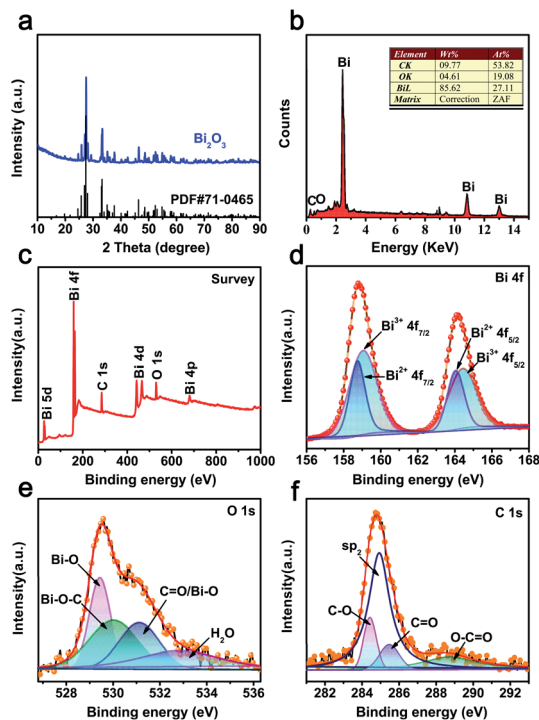 a
Intensity(a.u.)
Bi₂O₃
PDF#71-0465
10 20 30 40 50 60 70 80 90
2 Theta (degree)
b
Counts
Bi
C O
Bi
Bi
Element Wt% At%
CK 09.77 53.82
OK 04.61 19.08
BiL 85.62 27.11
Matrix Correction ZAF
0 2 4 6 8 10 12 14
Energy (KeV)
c
Intensity (a.u.)
Survey
Bi 5d
Bi 4f
C 1s
Bi 4d
O 1s
Bi 4p
0 200 400 600 800 1000
Binding energy (eV)
d
Intensity(a.u.)
Bi 4f
Bi³⁺ 4f₇/₂
Bi²⁺ 4f₇/₂
Bi²⁺ 4f₅/₂
Bi³⁺ 4f₅/₂
156 158 160 162 164 166 168
Binding energy (eV)
e
Intensity(a.u.)
O 1s
Bi-O
Bi-O-C
C=O/Bi-O
H₂O
528 530 532 534 536
Binding energy (eV)
f
Intensity(a.u.)
C 1s
sp₂
C-O
C=O
O-C=O
282 284 286 288 290 292
Binding energy (eV)